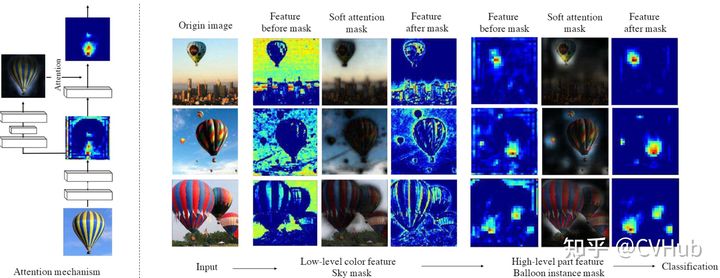 Origin image
Feature before mask
Soft attention mask
Feature after mask
Feature before mask
Soft attention mask
Feature after mask
Attention
Attention mechanism
Input
Low-level color feature
Sky mask
High-level part feature
Balloon instance mask
Classification
知乎 @CVHub